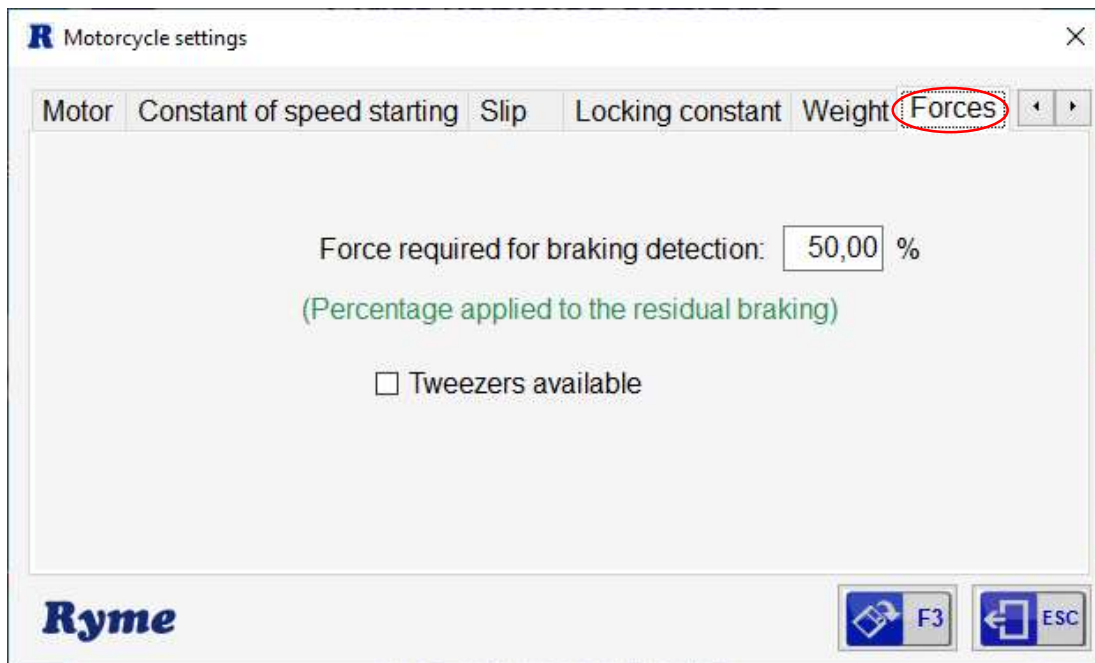 R Motorcycle settings
Motor Constant of speed starting Slip Locking constant Weight Forces
Force required for braking detection: 50,00 %
(Percentage applied to the residual braking)
Tweezers available
Ryme F3 ESC